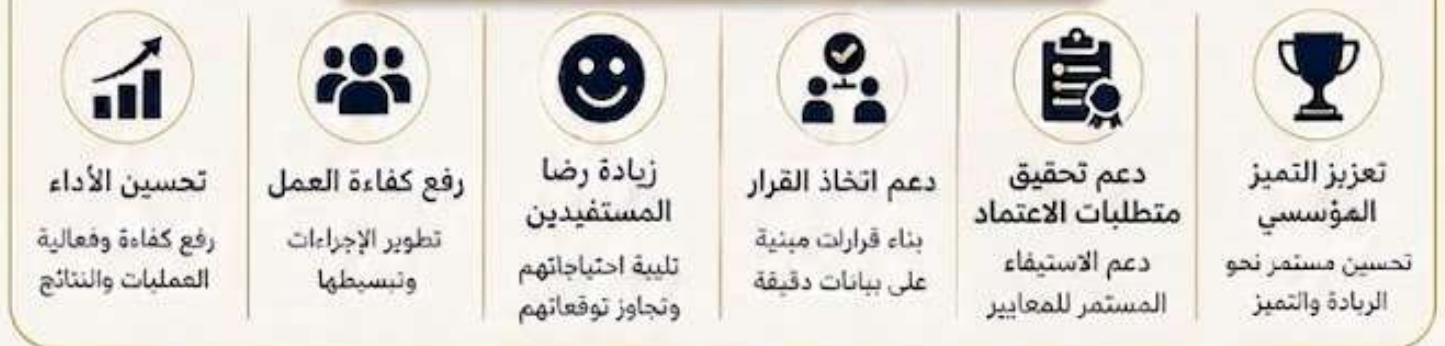 تعزيز التميز
المؤسسي
تحسين مستمر نحو
الريادة والتميز
دعم تحقيق
متطلبات الاعتماد
دعم الاستيفاء
المستمر للمعايير
دعم اتخاذ القرار
بناء قرارات مبنية
على بيانات دقيقة
زيادة رضا
المستفيدين
تلبية احتياجاتهم
وتجاوز توقعاتهم
رفع كفاءة العمل
تطوير الإجراءات
وتبسيطها
تحسين الأداء
رفع كفاءة وفعالية
العمليات والنتائج